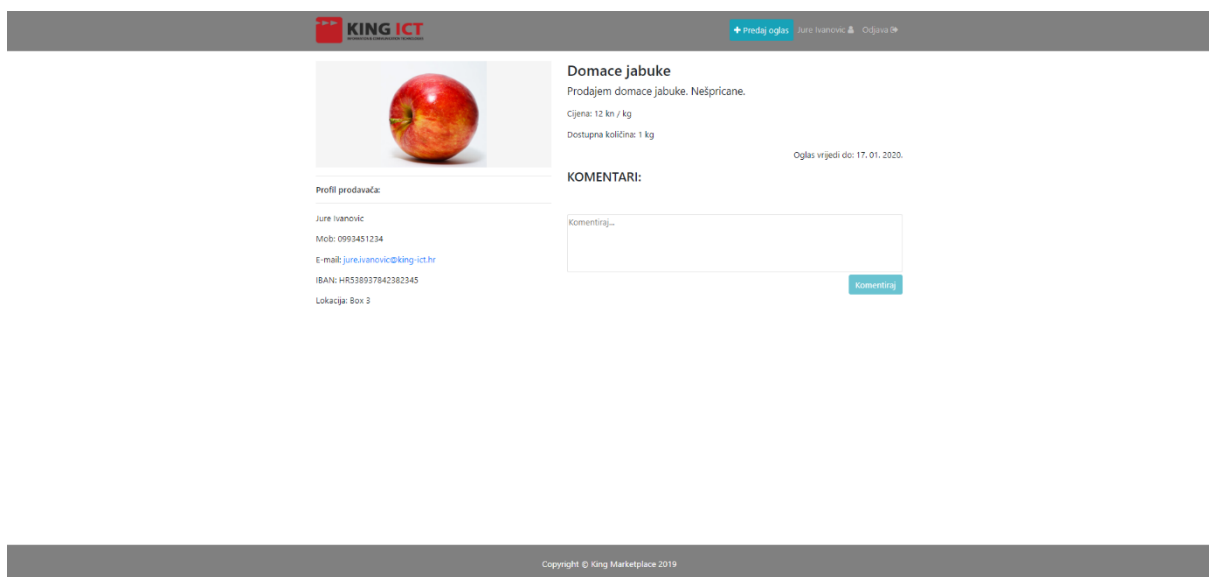 KING ICT
Predaj oglas Jure Ivanovic Odjava
Domace jabuke
Prodajem domace jabuke. Nešpricane.
Cijena: 12 kn / kg
Dostupna količina: 1 kg
Oglas vrijedi do: 17. 01. 2020.
KOMENTARI:
Komentiraj...
Komentiraj
Profil prodavača:
Jure Ivanovic
Mob: 0993451234
E-mail: jure.ivanovic@king-ict.hr
IBAN: HR538937842382345
Lokacija: Box 3
Copyright © King Marketplace 2019